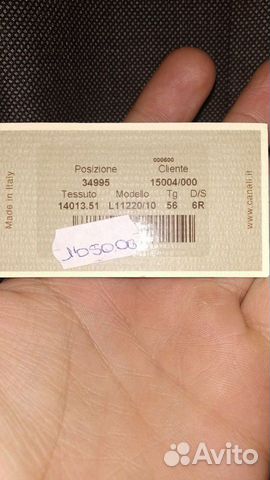 000600
Posizione Cliente
34995 15004/000
Tessuto Modello Tg D/S
14013.51 L11220/10 56 6R
Made in Italy
www.canali.it
Avito